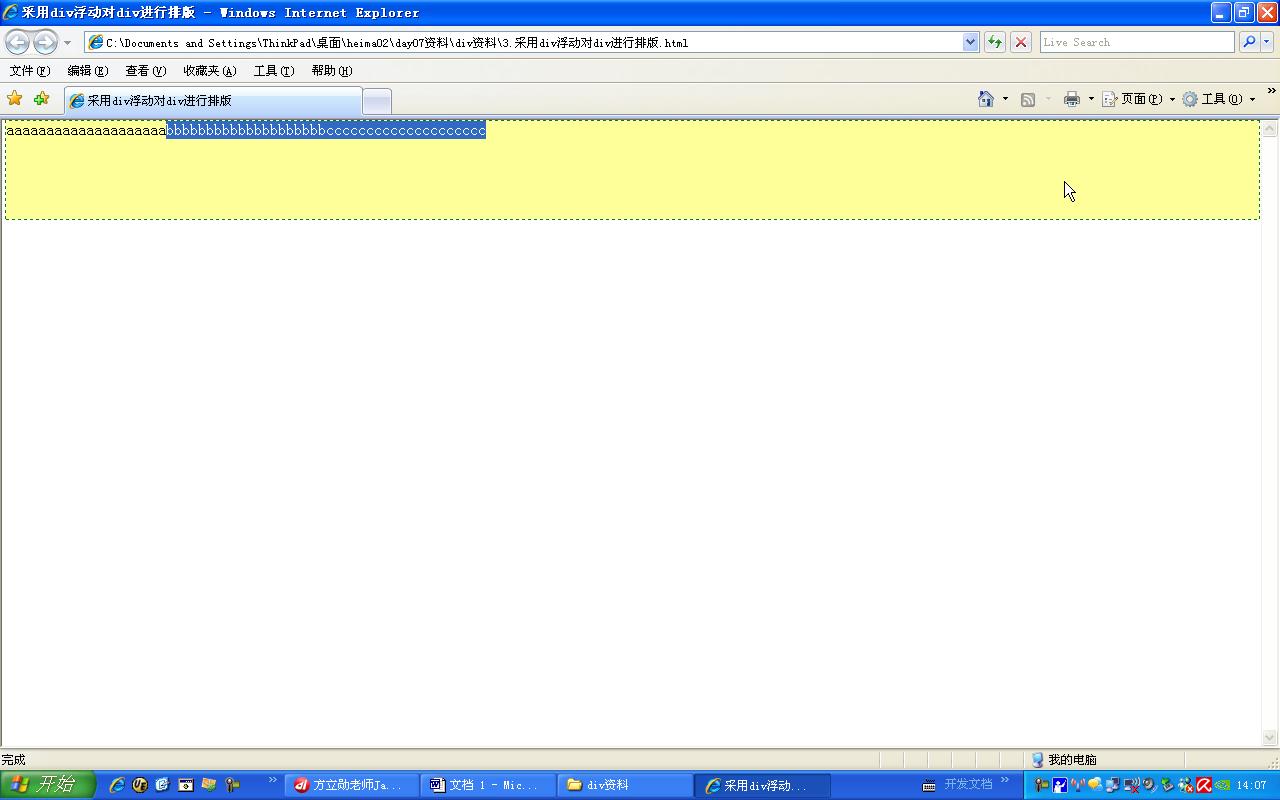 采用div浮动对div进行排版 - Windows Internet Explorer
C:\Documents and Settings\ThinkPad\桌面\heima02\day07资料\div资料\3.采用div浮动对div进行排版.html
Live Search
文件(F) 编辑(E) 查看(V) 收藏夹(A) 工具(T) 帮助(H)
采用div浮动对div进行排版
页面(P) 工具(O)
aaaaaaaaaaaaaaaaaaaabbbbbbbbbbbbbbbbbbbbcccccccccccccccccccc
完成
我的电脑
开始
方立勋老师Ja...
文档 1 - Mic...
div资料
采用div浮动...
开发文档
14:07